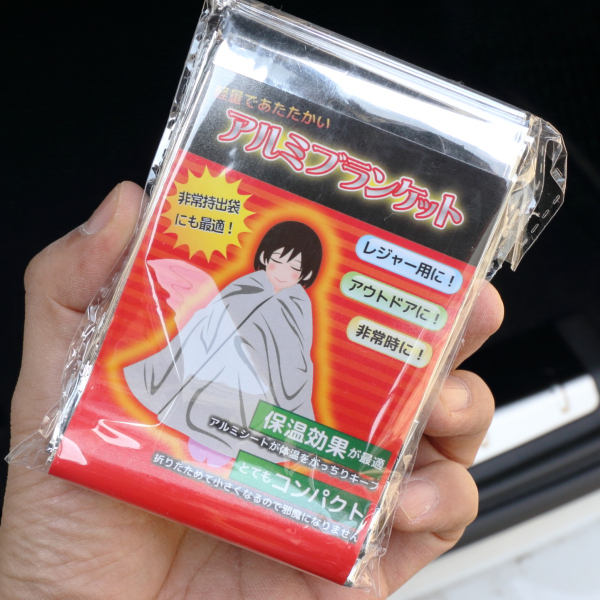 軽量であたたかい
アルミブランケット
非常持出袋
にも最適！
レジャー用に！
アウトドアに！
非常時に！
保温効果が最適
アルミシートが体温をがっちりキープ
とてもコンパクト
折りたためて小さくなるので邪魔になりません